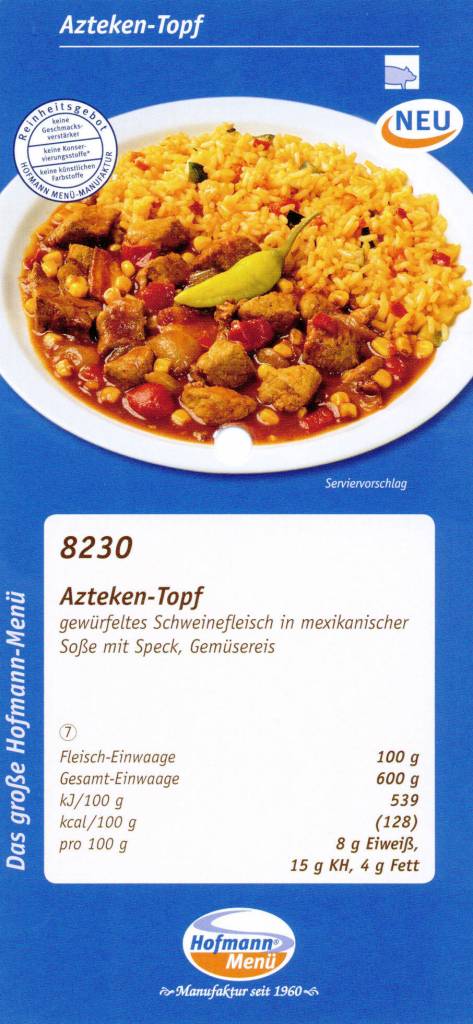 Azteken-Topf
Reinheitsgebot
keine
Geschmacks-
verstärker
keine Konser-
vierungsstoffe*
keine künstlichen
Farbstoffe
HOFMANN MENÜ-MANUFAKTUR
NEU
Serviervorschlag
Das große Hofmann-Menü
8230
Azteken-Topf
gewürfeltes Schweinefleisch in mexikanischer
Soße mit Speck, Gemüsereis
7
Fleisch-Einwaage 100 g
Gesamt-Einwaage 600 g
kJ/100 g 539
kcal/100 g (128)
pro 100 g 8 g Eiweiß,
15 g KH, 4 g Fett
Hofmann®
Menü
Manufaktur seit 1960